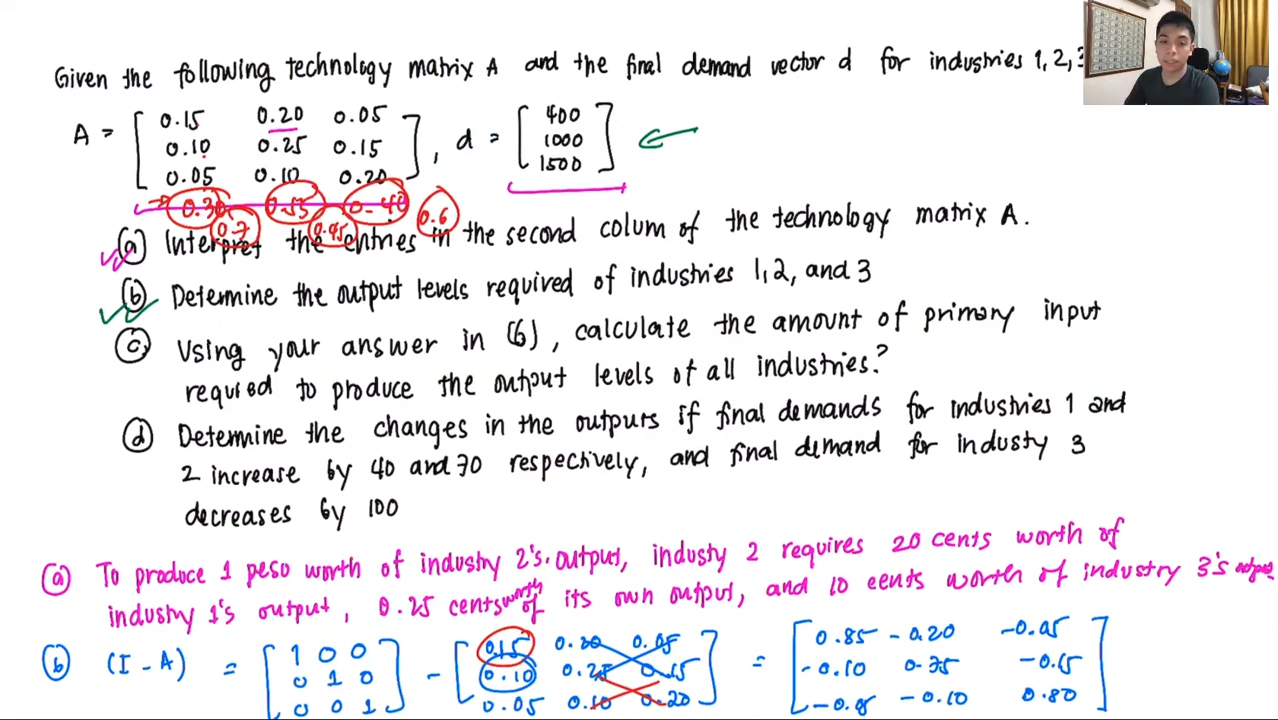 Given the following technology matrix A and the final demand vector d for industries 1, 2, 3
A = [ 0.15 0.20 0.05 ] , d = [ 400 ]
0.10 0.25 0.15 1000
0.05 0.10 0.20 1500
0.30 0.55 0.40
0.7 0.45 0.6
(a) Interpret the entries in the second colum of the technology matrix A.
(b) Determine the output levels required of industries 1, 2, and 3
(c) Using your answer in (b), calculate the amount of primary input
required to produce the output levels of all industries?
(d) Determine the changes in the outputs if final demands for industries 1 and
2 increase by 40 and 70 respectively, and final demand for industy 3
decreases by 100
(a) To produce 1 peso worth of industry 2's output, industy 2 requires 20 cents worth of
industry 1's output, 0.25 cents worth of its own output, and 10 cents worth of industry 3's output.
(b) (I - A) = [ 1 0 0 ] - [ 0.15 0.20 0.05 ] = [ 0.85 -0.20 -0.05 ]
0 1 0 0.10 0.25 0.15 -0.10 0.75 -0.15
0 0 1 0.05 0.10 0.20 -0.05 -0.10 0.80